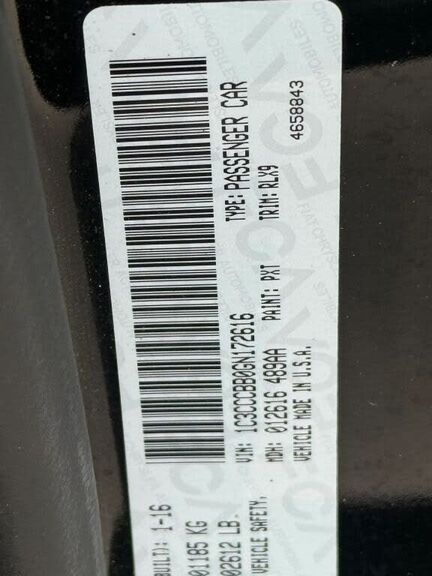 BUILT): 1-16
01185 KG
02612 LB.
VEHICLE SAFETY,
VIN: 1C3CCCBB0GN172616 TYPE: PASSENGER CAR
MDH: 012616 489AA PAINT: PXT TRIM: RLX9
VEHICLE MADE IN U.S.A. 4658843